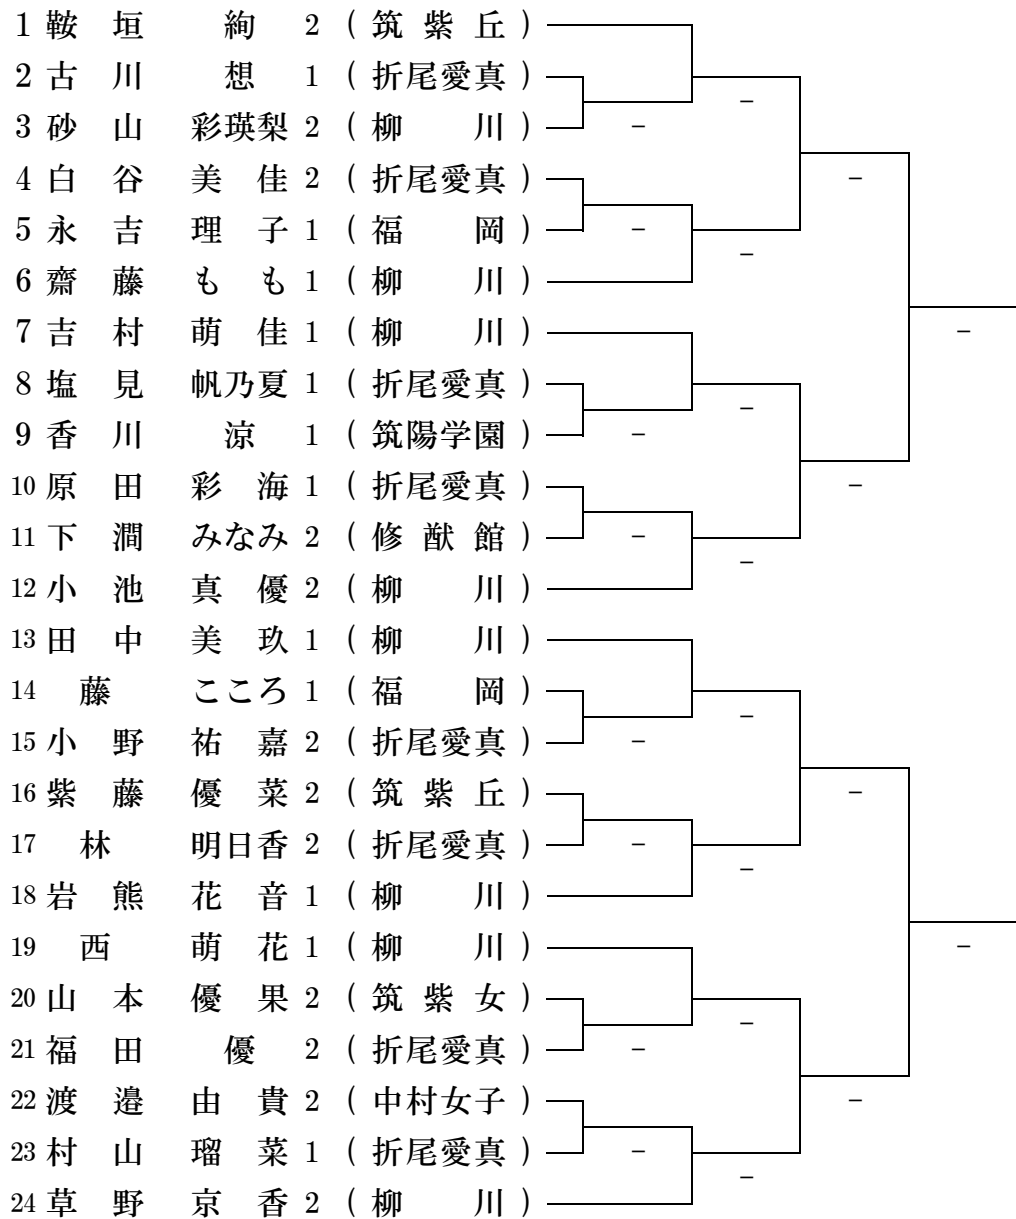 1 鞍垣 絢 2 (筑紫丘)
2 古川 想 1 (折尾愛真)
–
3 砂山 彩瑛梨 2 (柳川)
–
4 白谷 美佳 2 (折尾愛真)
–
5 永吉 理子 1 (福岡)
–
–
6 齋藤 もも 1 (柳川)
7 吉村 萌佳 1 (柳川)
–
8 塩見 帆乃夏 1 (折尾愛真)
–
9 香川 涼 1 (筑陽学園)
–
10 原田 彩海 1 (折尾愛真)
–
11 下澗 みなみ 2 (修猷館)
–
–
12 小池 真優 2 (柳川)
13 田中 美玖 1 (柳川)
14 藤 こころ 1 (福岡)
–
15 小野 祐嘉 2 (折尾愛真)
–
16 紫藤 優菜 2 (筑紫丘)
–
17 林 明日香 2 (折尾愛真)
–
–
18 岩熊 花音 1 (柳川)
19 西 萌花 1 (柳川)
–
20 山本 優果 2 (筑紫女)
–
21 福田 優 2 (折尾愛真)
–
22 渡邉 由貴 2 (中村女子)
–
23 村山 瑠菜 1 (折尾愛真)
–
–
24 草野 京香 2 (柳川)